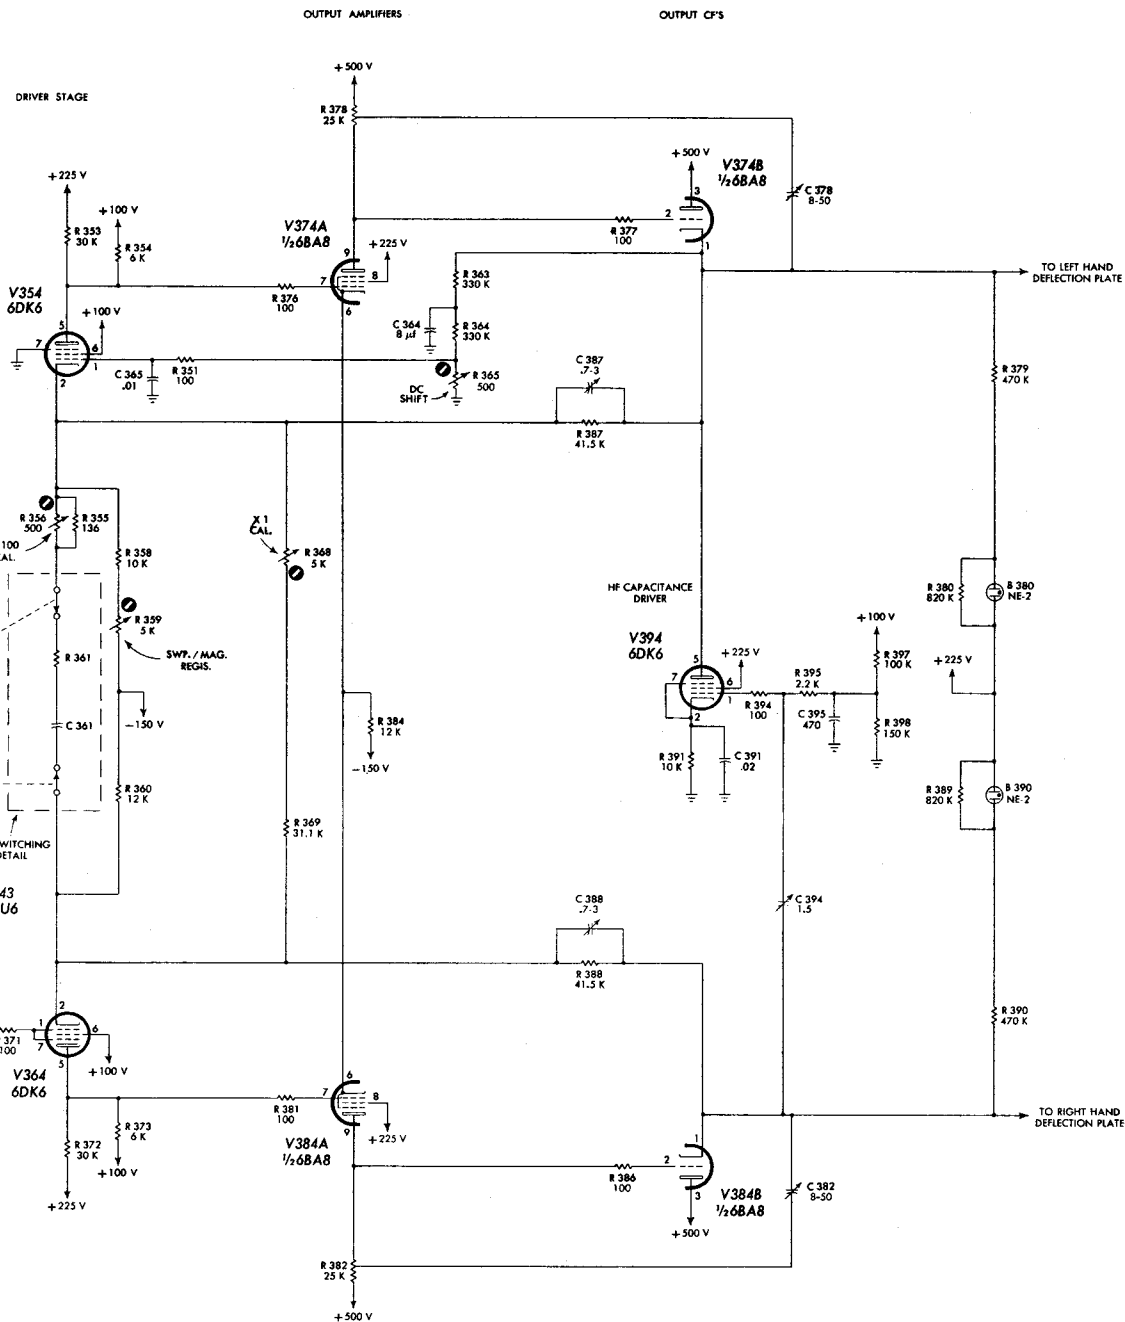 OUTPUT AMPLIFIERS
OUTPUT CF'S
DRIVER STAGE
+500 V
R 378
25 K
+500 V
V374B
½6BA8
3
2
1
C 378
8-50
+225 V
+100 V
R 353
30 K
R 354
6 K
V374A
½6BA8
+225 V
9
8
7
6
R 377
100
TO LEFT HAND
DEFLECTION PLATE
V354
6DK6
R 376
100
R 363
330 K
+100 V
5
7
6
1
2
C 364
8 µf
R 364
330 K
C 365
.01
R 351
100
R 365
500
DC
SHIFT
C 387
.7-3
R 387
41.5 K
R 379
470 K
R 356
500
R 355
136
100
AL.
R 358
10 K
X 1
CAL.
R 368
5 K
R 359
5 K
SWP. / MAG.
REGIS.
R 361
C 361
−150 V
R 360
12 K
R 384
12 K
−150 V
HF CAPACITANCE
DRIVER
V394
6DK6
5
7
6
1
2
+225 V
R 394
100
R 395
2.2 K
+100 V
R 397
100 K
C 395
470
R 398
150 K
R 391
10 K
C 391
.02
R 380
820 K
B 380
NE-2
+225 V
R 389
820 K
B 390
NE-2
R 369
31.1 K
WITCHING
ETAIL
43
U6
C 388
.7-3
R 388
41.5 K
C 394
1.5
R 390
470 K
2
1
7
6
5
371
100
+100 V
V364
6DK6
R 372
30 K
R 373
6 K
+100 V
+225 V
R 381
100
6
7
8
9
V384A
½6BA8
+225 V
R 386
100
1
2
3
V384B
½6BA8
+500 V
TO RIGHT HAND
DEFLECTION PLATE
C 382
8-50
R 382
25 K
+500 V